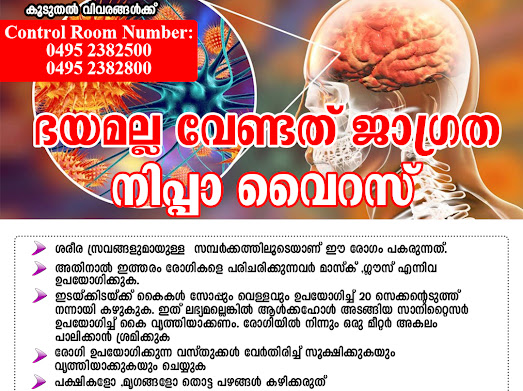 കൂടുതൽ വിവരങ്ങൾക്ക്
Control Room Number:
0495 2382500
0495 2382800
ഭയമല്ല വേണ്ടത് ജാഗ്രത
നിപ്പാ വൈറസ്
ശരീര സ്രവങ്ങളുമായുള്ള സമ്പർക്കത്തിലൂടെയാണ് ഈ രോഗം പകരുന്നത്.
അതിനാൽ ഇത്തരം രോഗികളെ പരിചരിക്കുന്നവർ മാസ്ക് ,ഗ്ലൗസ് എന്നിവ
ഉപയോഗിക്കുക.
ഇടയ്ക്കിടയ്ക്ക് കൈകൾ സോപ്പും വെള്ളവും ഉപയോഗിച്ച് 20 സെക്കന്റെടുത്ത്
നന്നായി കഴുകുക. ഇത് ലഭ്യമല്ലെങ്കിൽ ആൾക്കഹോൾ അടങ്ങിയ സാനിറ്റൈസർ
ഉപയോഗിച്ച് കൈ വൃത്തിയാക്കണം. രോഗിയിൽ നിന്നും ഒരു മീറ്റർ അകലം
പാലിക്കാൻ ശ്രമിക്കുക
രോഗി ഉപയോഗിക്കുന്ന വസ്തുക്കൾ വേർതിരിച്ച് സൂക്ഷിക്കുകയും
വൃത്തിയാക്കുകയും ചെയ്യുക
പക്ഷികളോ ,മൃഗങ്ങളോ തൊട്ട പഴങ്ങൾ കഴിക്കരുത്